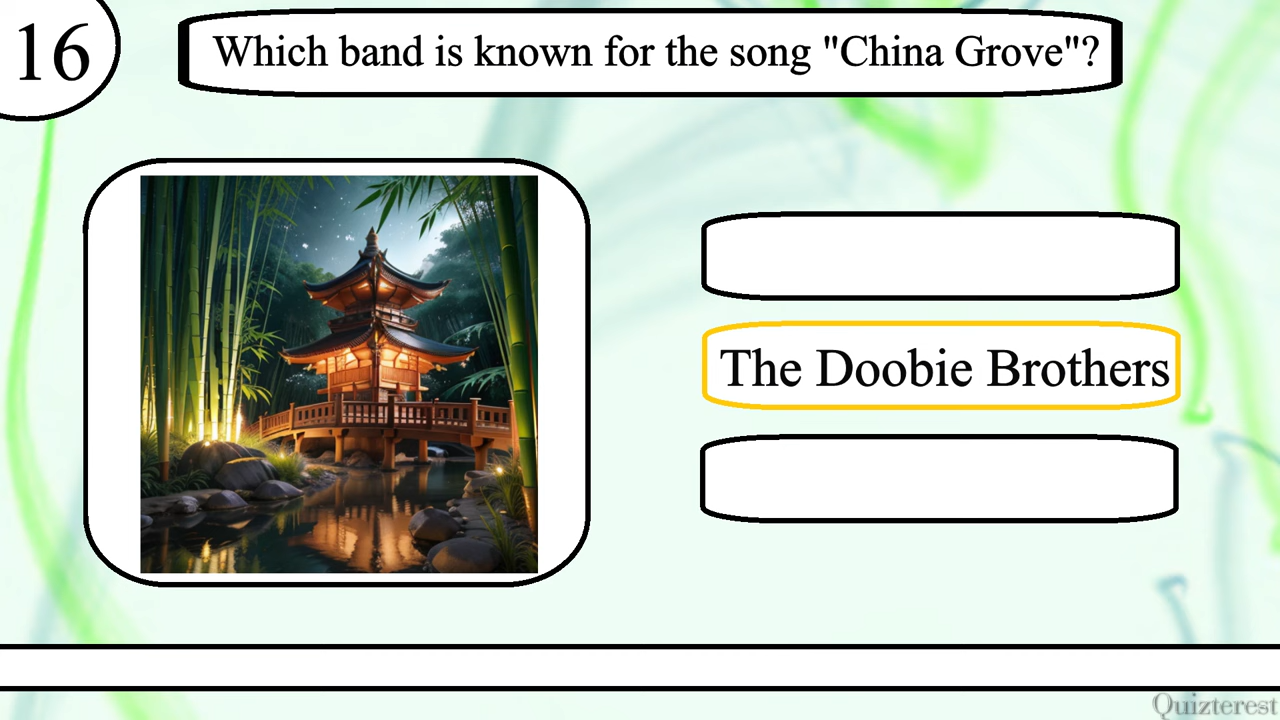 16
Which band is known for the song "China Grove"?
The Doobie Brothers
Quizterest